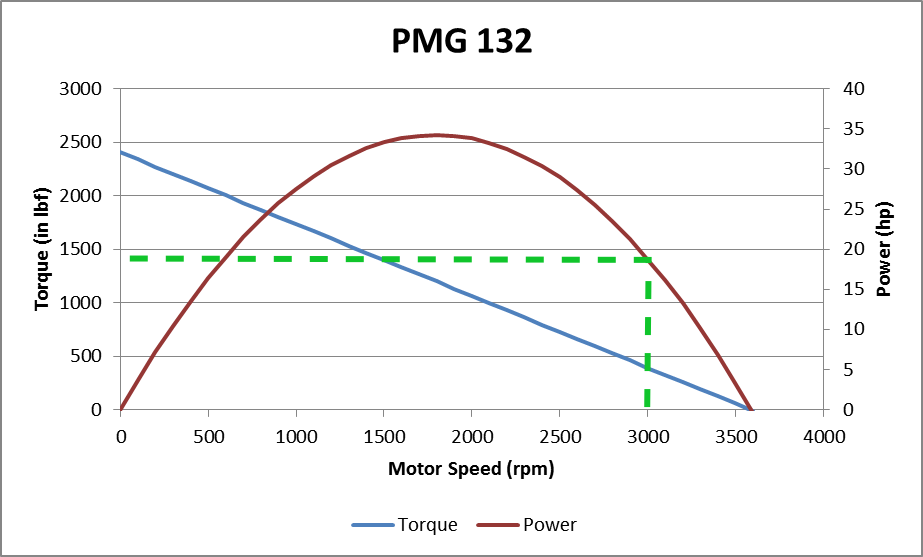 PMG 132
3000 40
2500 35
2000 30
1500 25
1000 20
500 15
0 10
5
0
Torque (in lbf)
Power (hp)
0 500 1000 1500 2000 2500 3000 3500 4000
Motor Speed (rpm)
Torque Power